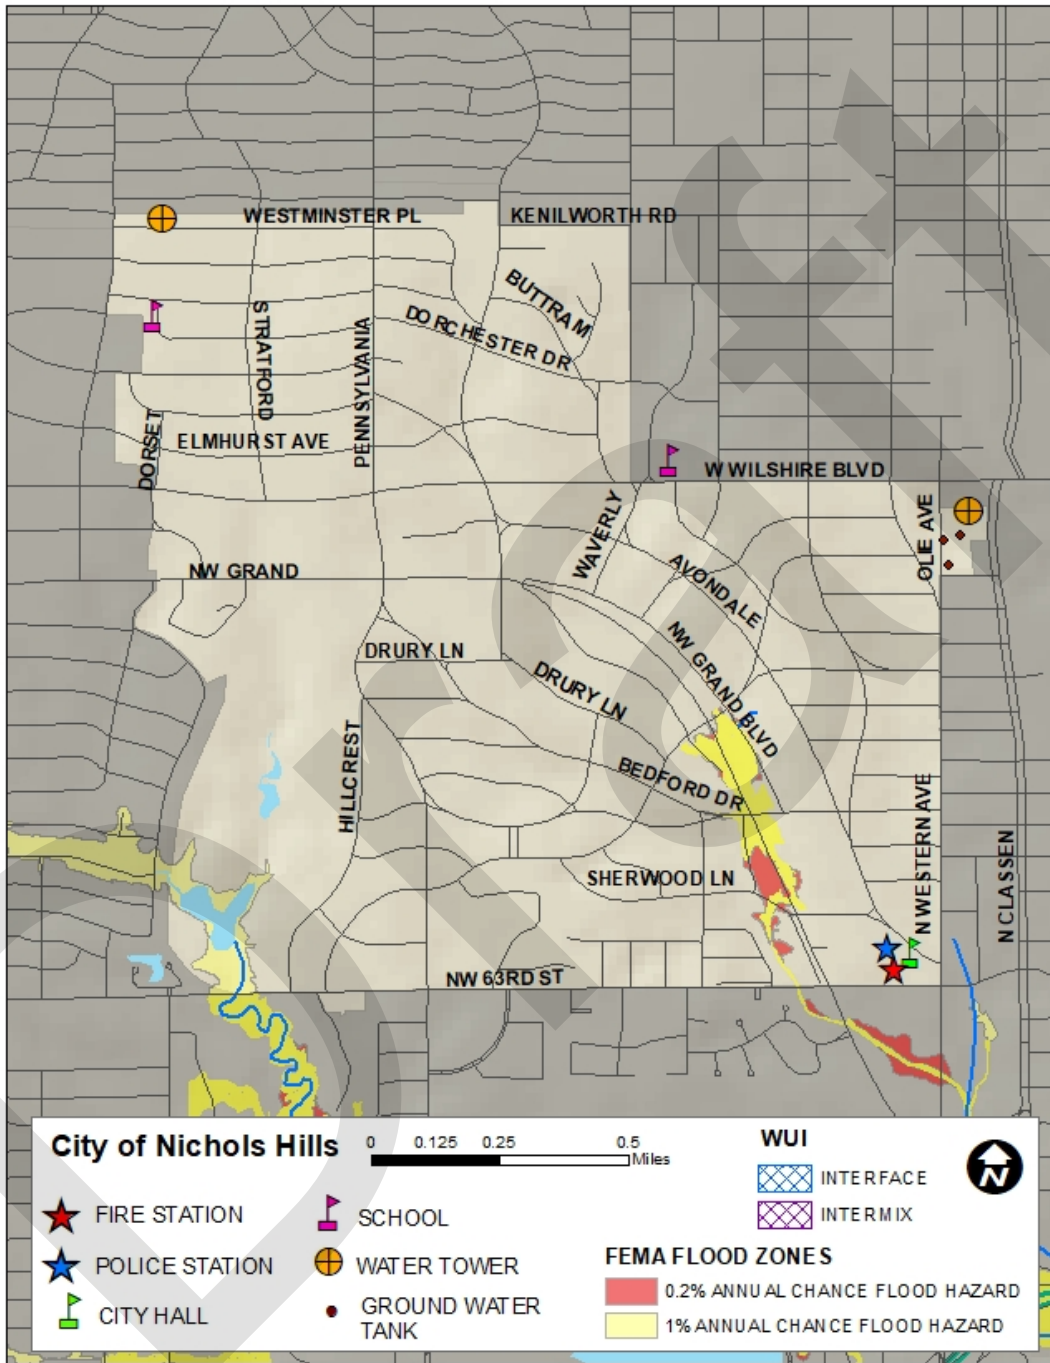 WESTMINSTER PL
KENILWORTH RD
BUTTRAM
DORCHESTER DR
STRATFORD
PENNSYLVANIA
DORSET
ELMHURST AVE
W WILSHIRE BLVD
OLIE AVE
WAVERLY
AVONDALE
NW GRAND
NW GRAND BLVD
DRURY LN
DRURY LN
HILLCREST
BEDFORD DR
SHERWOOD LN
N WESTERN AVE
N CLASSEN
NW 63RD ST
Draft
City of Nichols Hills
0 0.125 0.25 0.5
Miles
FIRE STATION
POLICE STATION
CITY HALL
SCHOOL
WATER TOWER
GROUND WATER
TANK
WUI
INTERFACE
INTERMIX
N
FEMA FLOOD ZONES
0.2% ANNUAL CHANCE FLOOD HAZARD
1% ANNUAL CHANCE FLOOD HAZARD